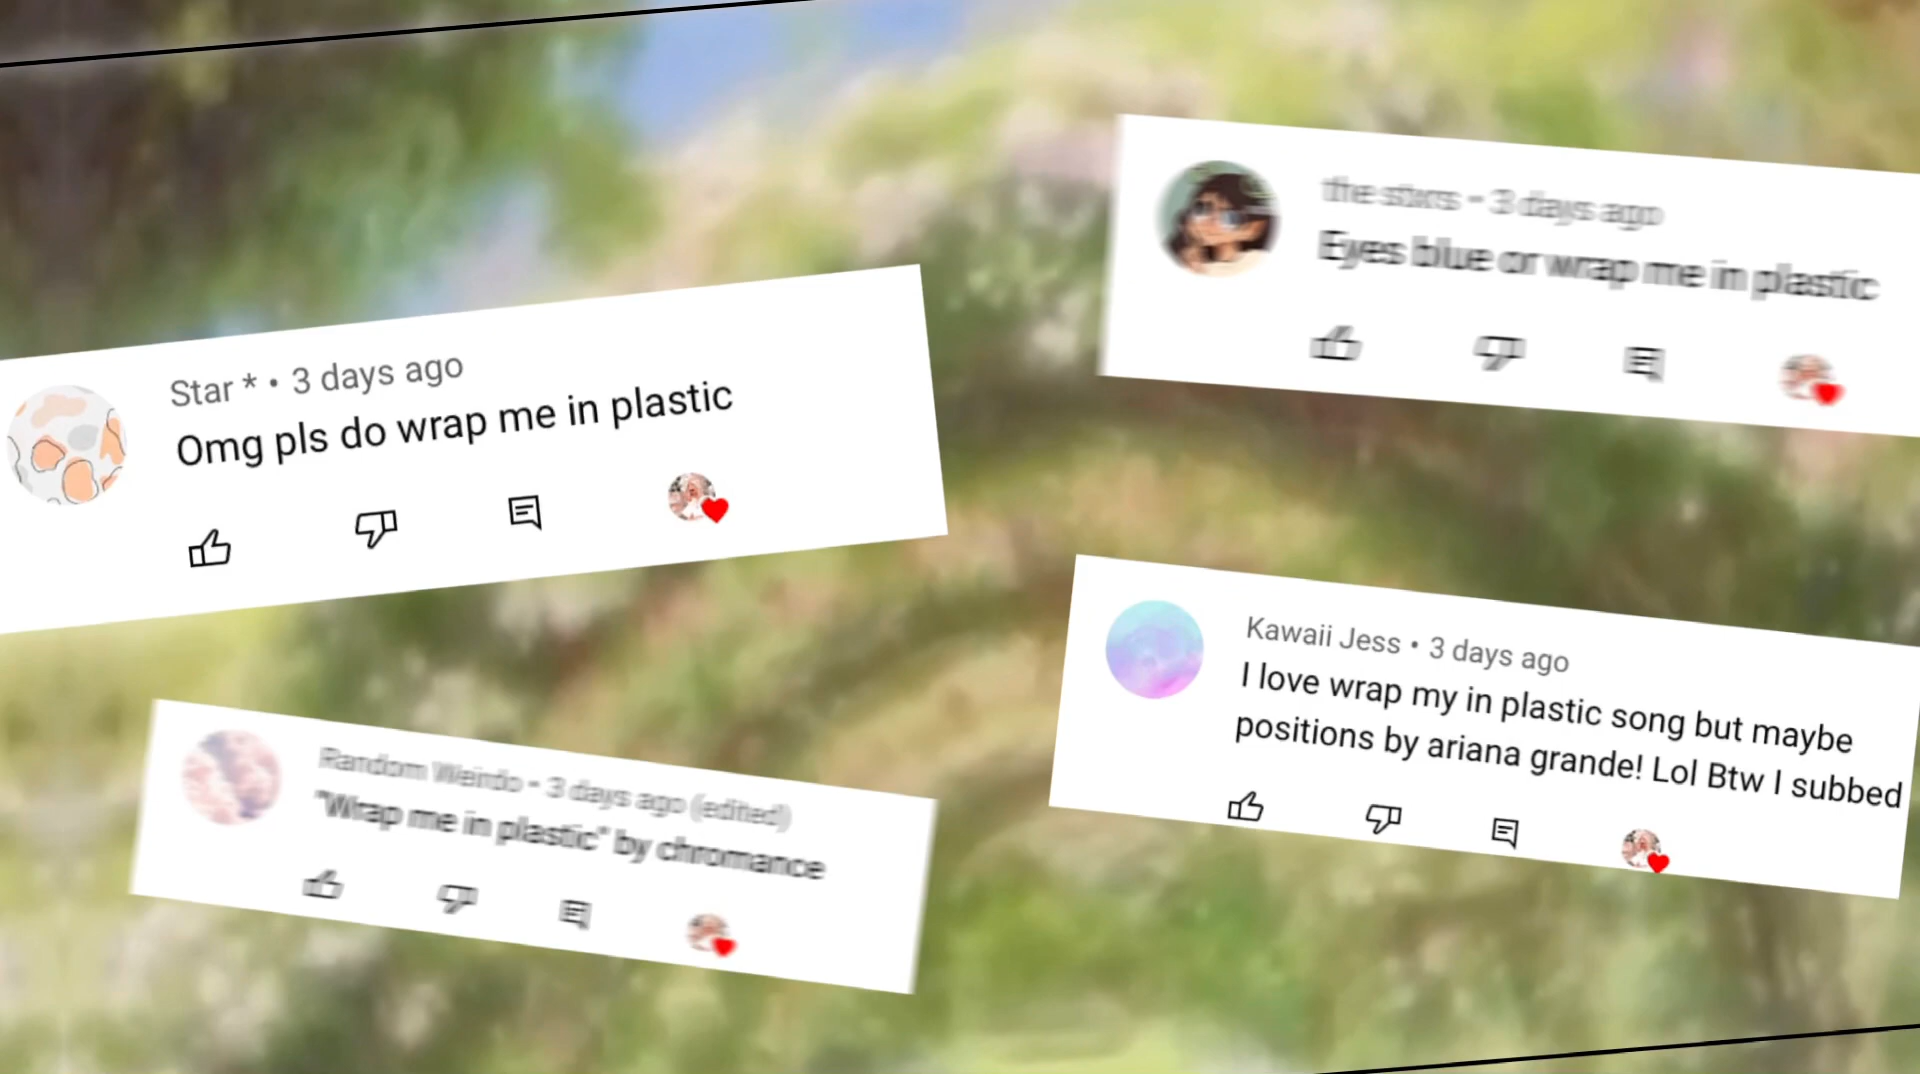 Star * • 3 days ago
Omg pls do wrap me in plastic
the stxrs • 3 days ago
Eyes blue or wrap me in plastic
Kawaii Jess • 3 days ago
I love wrap my in plastic song but maybe
positions by ariana grande! Lol Btw I subbed
Random Weirdo • 3 days ago (edited)
"Wrap me in plastic" by chromance